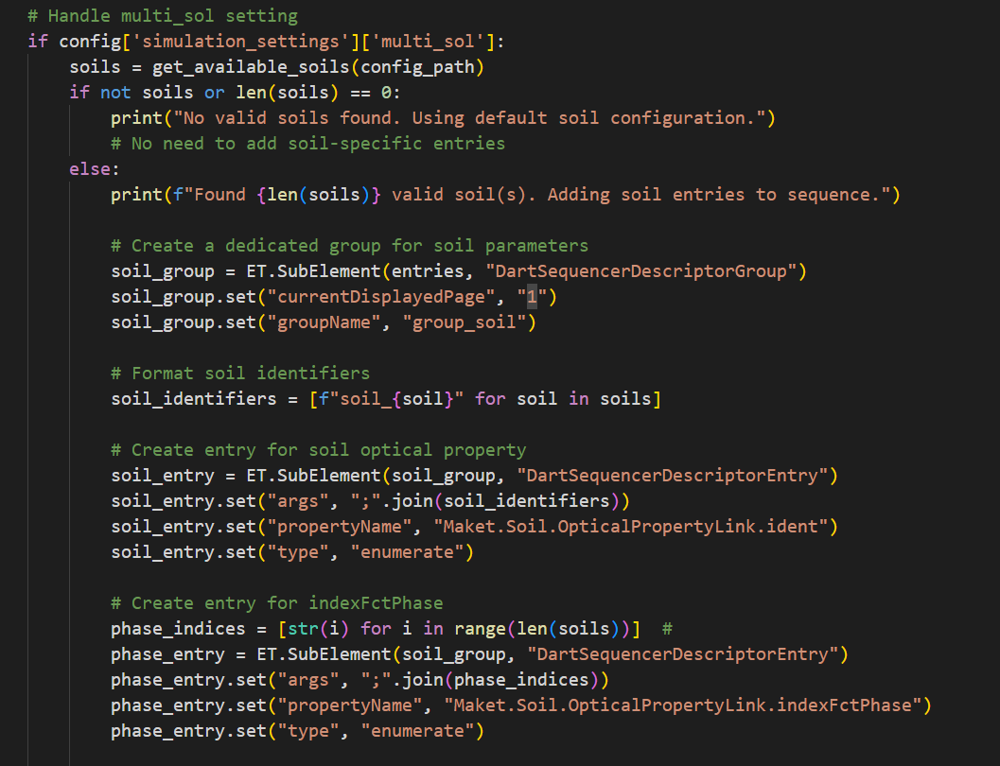 # Handle multi_sol setting
if config['simulation_settings']['multi_sol']:
    soils = get_available_soils(config_path)
    if not soils or len(soils) == 0:
        print("No valid soils found. Using default soil configuration.")
        # No need to add soil-specific entries
    else:
        print(f"Found {len(soils)} valid soil(s). Adding soil entries to sequence.")

        # Create a dedicated group for soil parameters
        soil_group = ET.SubElement(entries, "DartSequencerDescriptorGroup")
        soil_group.set("currentDisplayedPage", "1")
        soil_group.set("groupName", "group_soil")

        # Format soil identifiers
        soil_identifiers = [f"soil_{soil}" for soil in soils]

        # Create entry for soil optical property
        soil_entry = ET.SubElement(soil_group, "DartSequencerDescriptorEntry")
        soil_entry.set("args", ";".join(soil_identifiers))
        soil_entry.set("propertyName", "Maket.Soil.OpticalPropertyLink.ident")
        soil_entry.set("type", "enumerate")

        # Create entry for indexFctPhase
        phase_indices = [str(i) for i in range(len(soils))]  #
        phase_entry = ET.SubElement(soil_group, "DartSequencerDescriptorEntry")
        phase_entry.set("args", ";".join(phase_indices))
        phase_entry.set("propertyName", "Maket.Soil.OpticalPropertyLink.indexFctPhase")
        phase_entry.set("type", "enumerate")